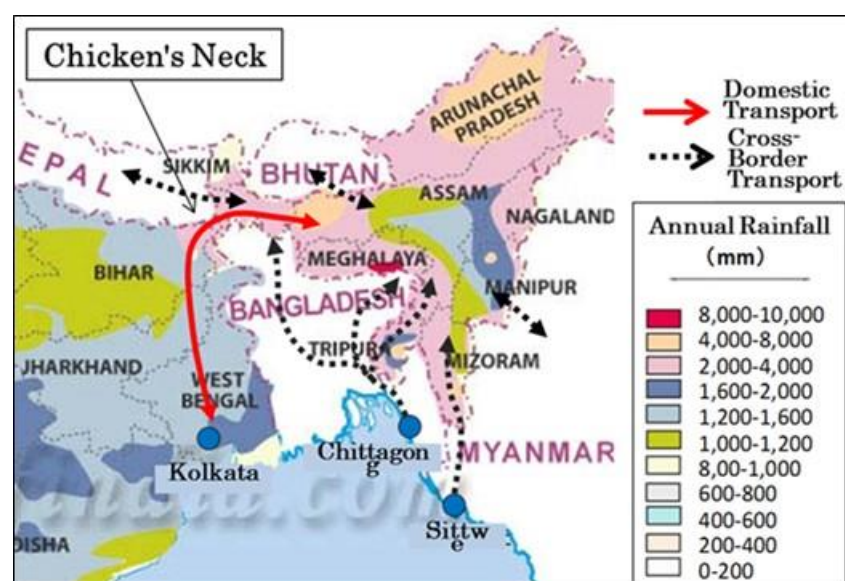 Chicken's Neck
Domestic
Transport
Cross-
Border
Transport
ARUNACHAL
PRADESH
SIKKIM
EPAL
BHUTAN
ASSAM
NAGALAND
BIHAR
MEGHALAYA
MANIPUR
BANGLADESH
JHARKHAND
TRIPURA
MIZORAM
WEST
BENGAL
Kolkata
Chittagon
g
MYANMAR
Sittw
e
DISHA
.com
Annual Rainfall
(mm)
8,000-10,000
4,000-8,000
2,000-4,000
1,600-2,000
1,200-1,600
1,000-1,200
8,00-1,000
600-800
400-600
200-400
0-200